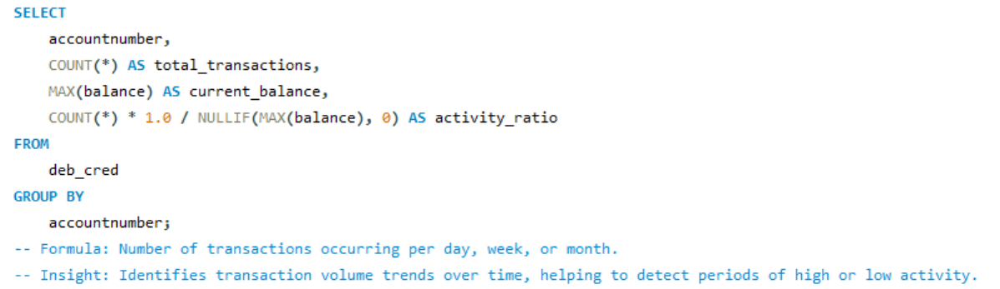 SELECT
accountnumber,
COUNT(*) AS total_transactions,
MAX(balance) AS current_balance,
COUNT(*) * 1.0 / NULLIF(MAX(balance), 0) AS activity_ratio
FROM
deb_cred
GROUP BY
accountnumber;
-- Formula: Number of transactions occurring per day, week, or month.
-- Insight: Identifies transaction volume trends over time, helping to detect periods of high or low activity.